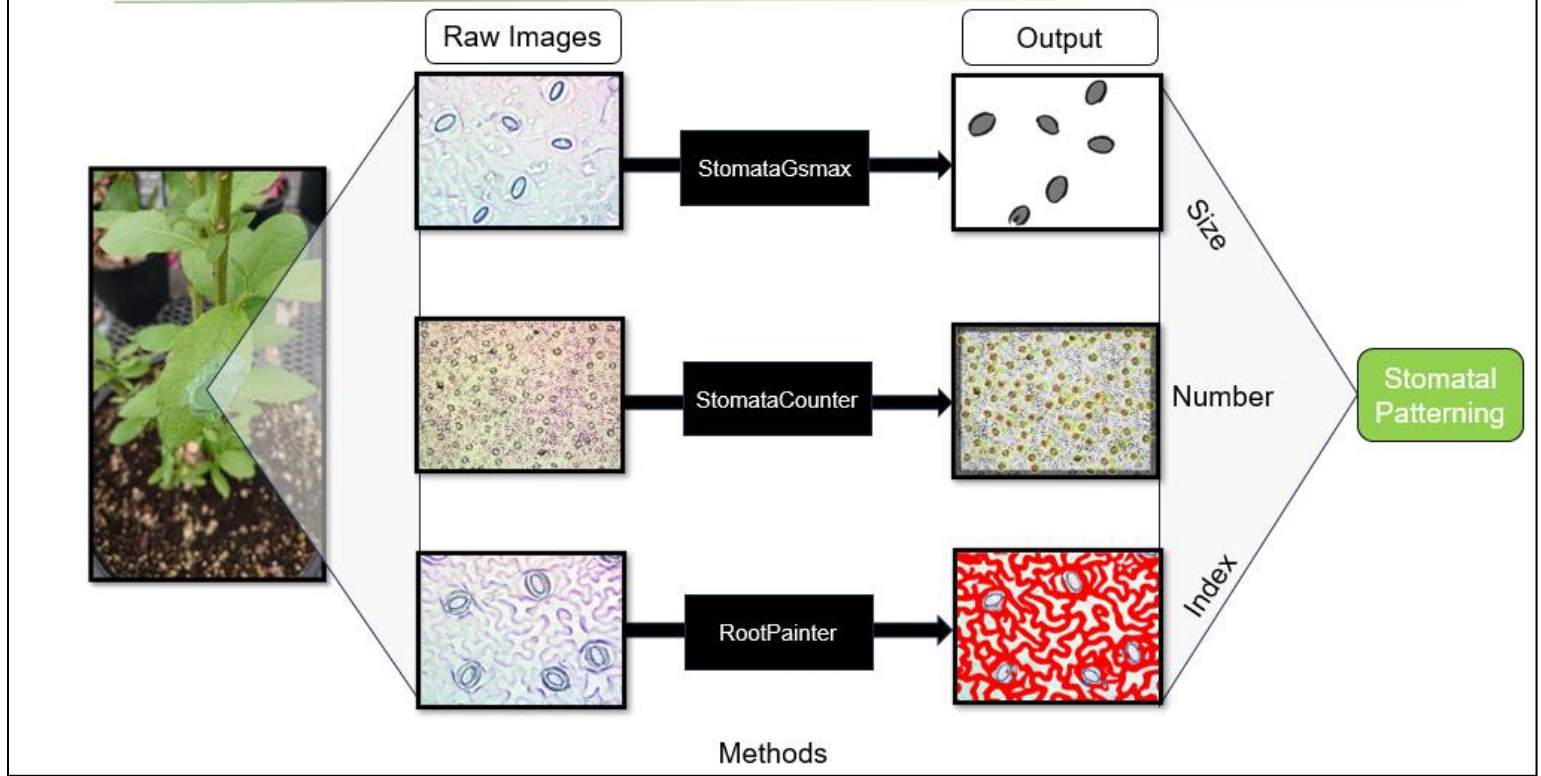 Raw Images
Output
StomataGsmax
Size
StomataCounter
Number
Stomatal
Patterning
RootPainter
Index
Methods